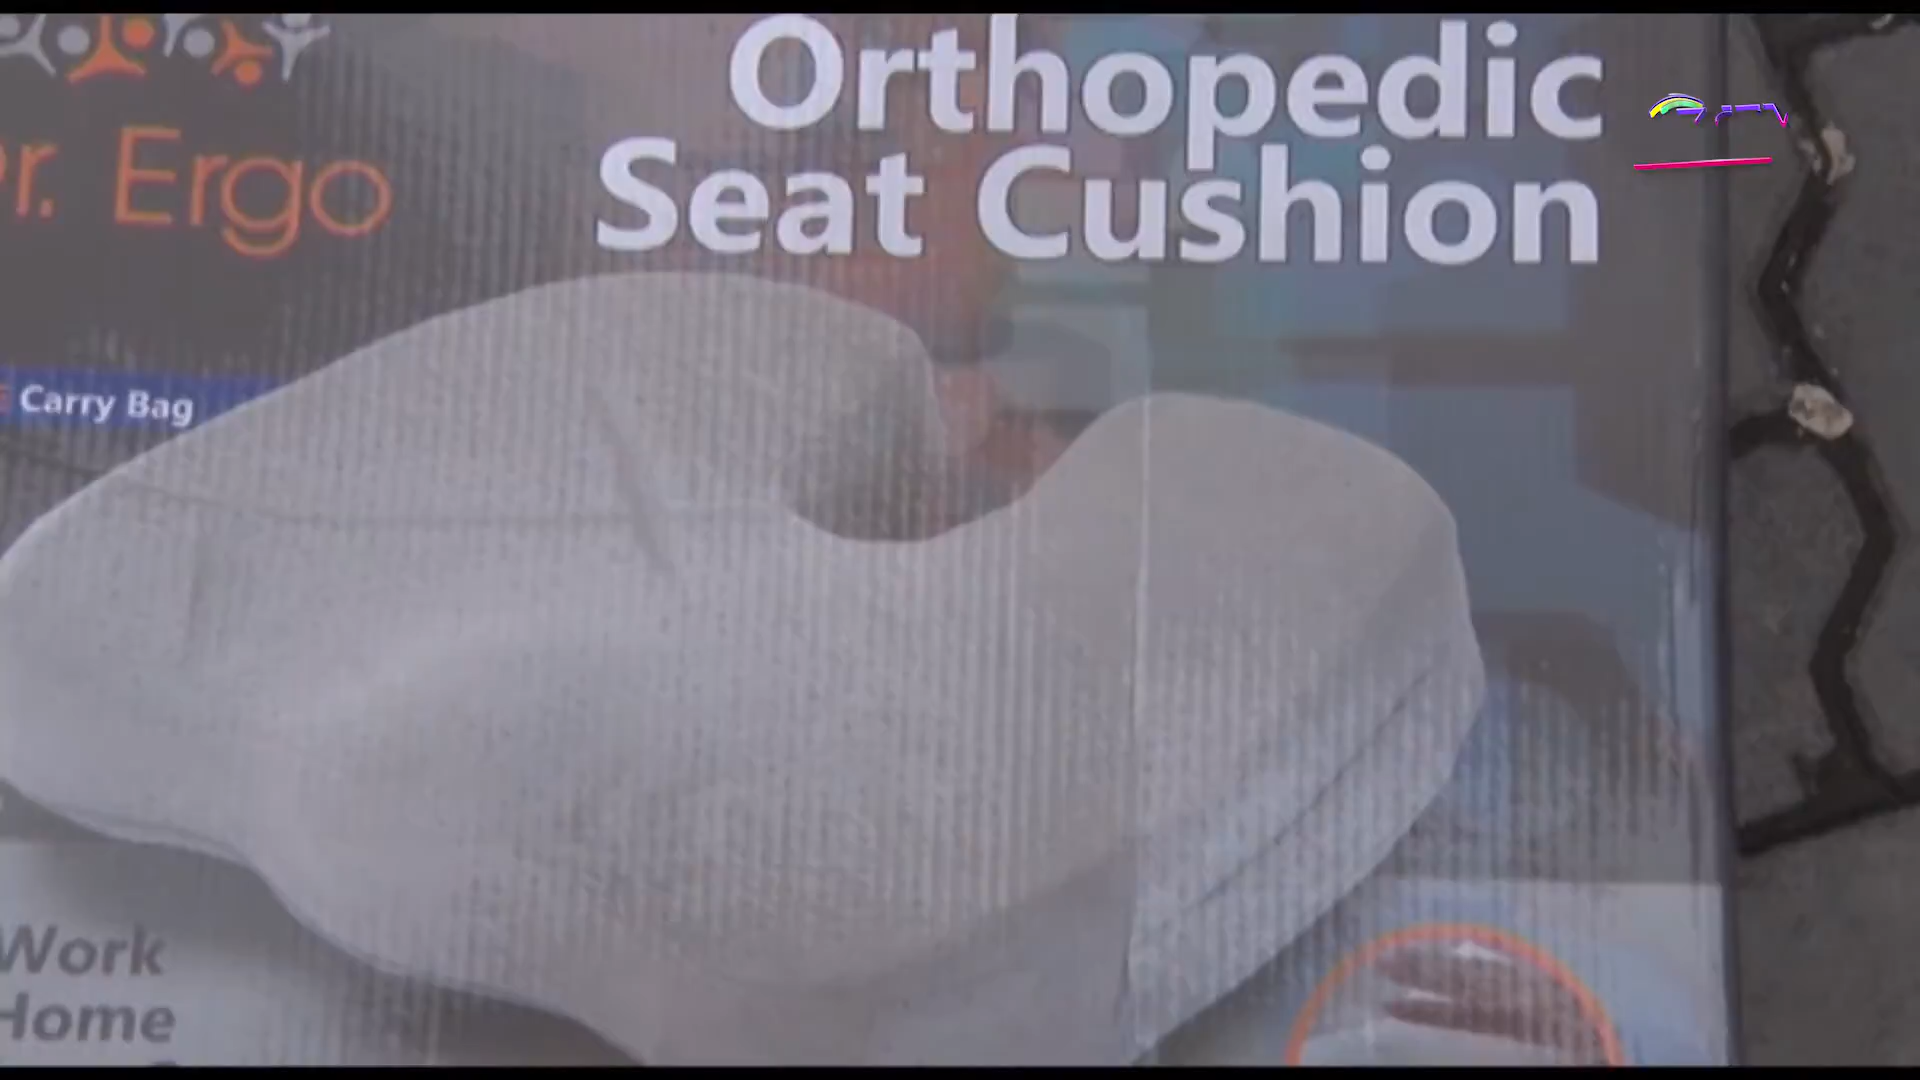 Orthopedic
Seat Cushion
r. Ergo
Carry Bag
Work
Home